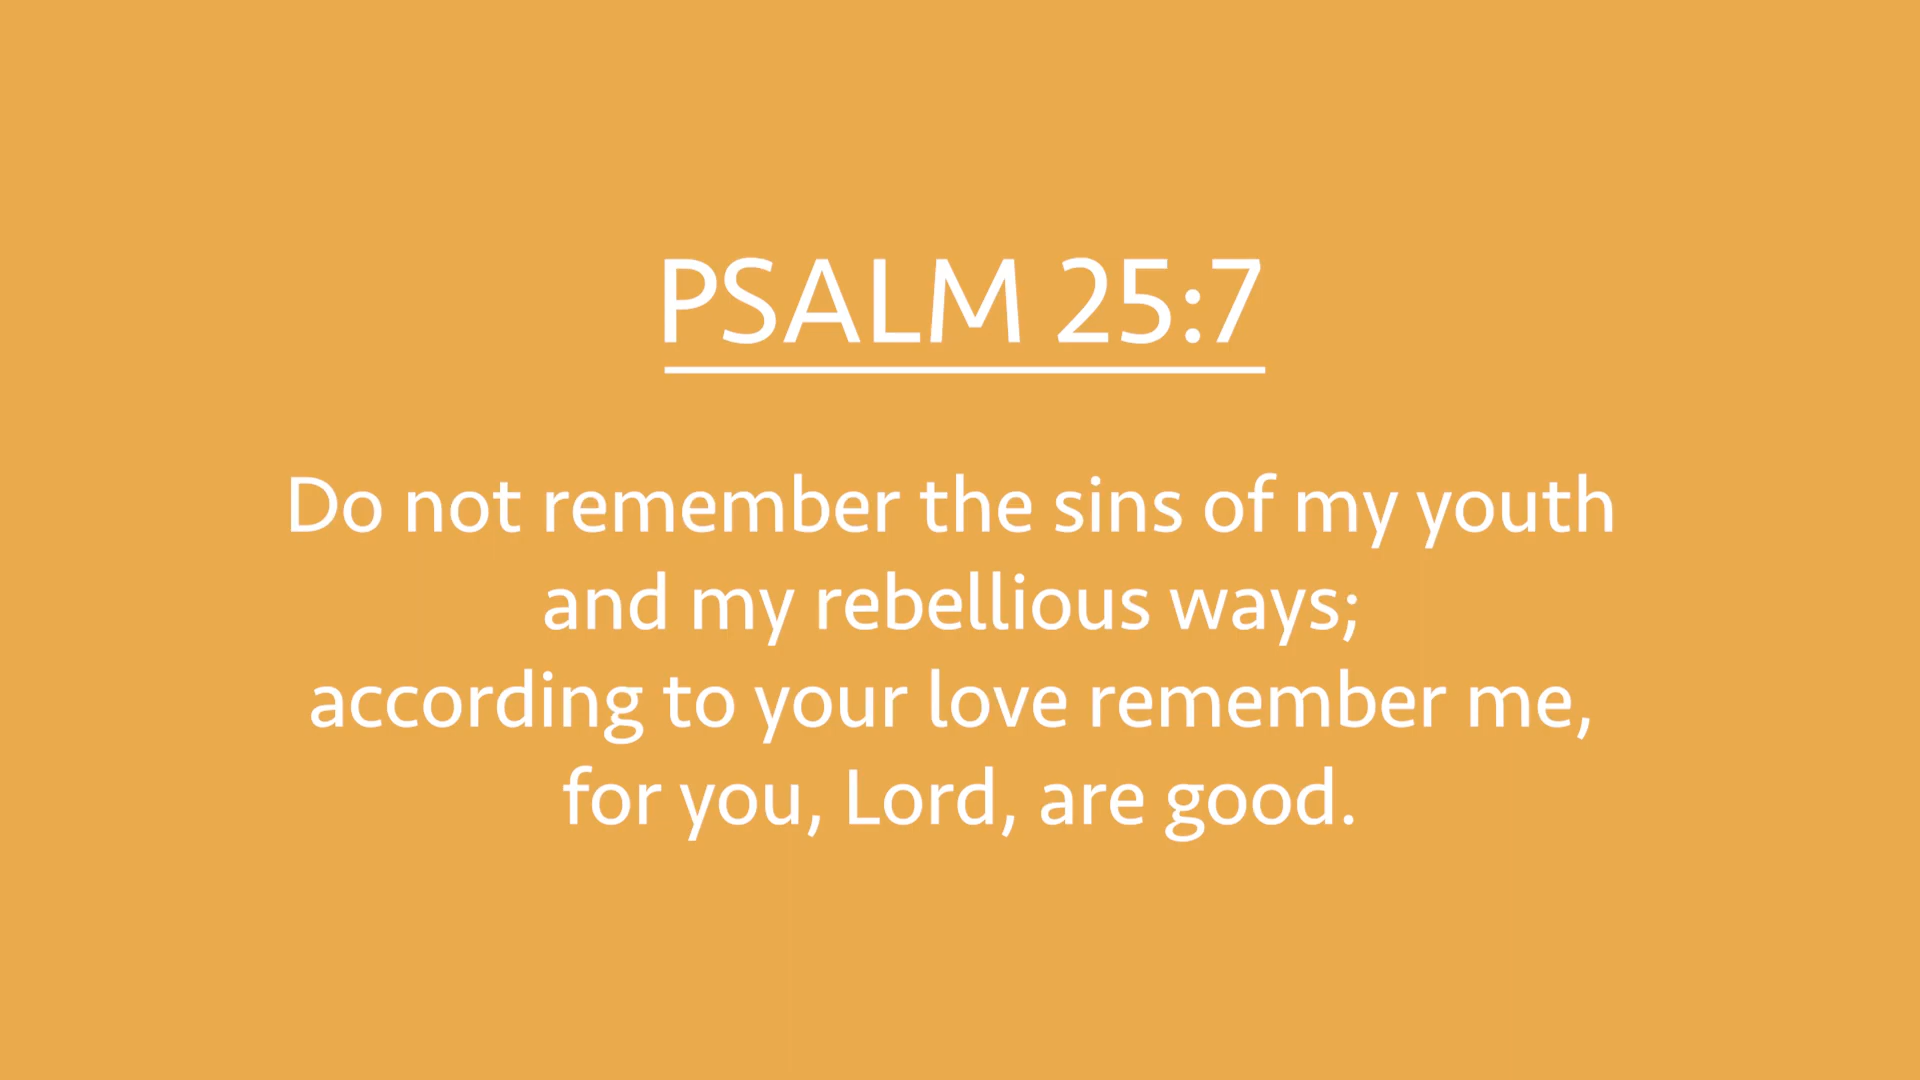 PSALM 25:7
Do not remember the sins of my youth
and my rebellious ways;
according to your love remember me,
for you, Lord, are good.